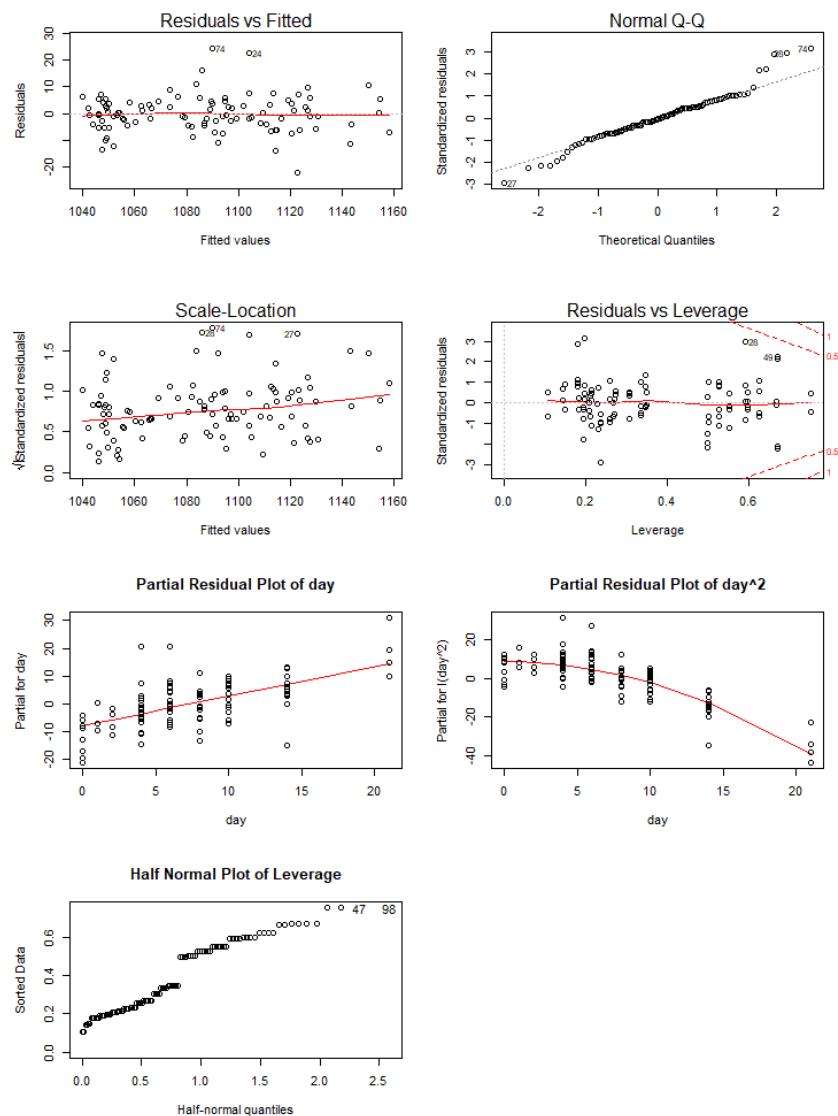 Residuals vs Fitted
Residuals
-20 0 10 20
74 24
1040 1060 1080 1100 1120 1140 1160
Fitted values
Normal Q-Q
Standardized residuals
-3 -2 -1 0 1 2 3
27
28 74
-2 -1 0 1 2
Theoretical Quantiles
Scale-Location
√|Standardized residuals|
0.0 0.5 1.0 1.5
28 74 27
1040 1060 1080 1100 1120 1140 1160
Fitted values
Residuals vs Leverage
Standardized residuals
-3 -1 0 1 2 3
28
49
1
0.5
0.5
1
0.0 0.2 0.4 0.6
Leverage
Partial Residual Plot of day
Partial for day
-20 -10 0 10 20 30
0 5 10 15 20
day
Partial Residual Plot of day^2
Partial for I(day^2)
-40 -20 0 20
0 5 10 15 20
day
Half Normal Plot of Leverage
Sorted Data
0.0 0.2 0.4 0.6
47 98
0.0 0.5 1.0 1.5 2.0 2.5
Half-normal quantiles